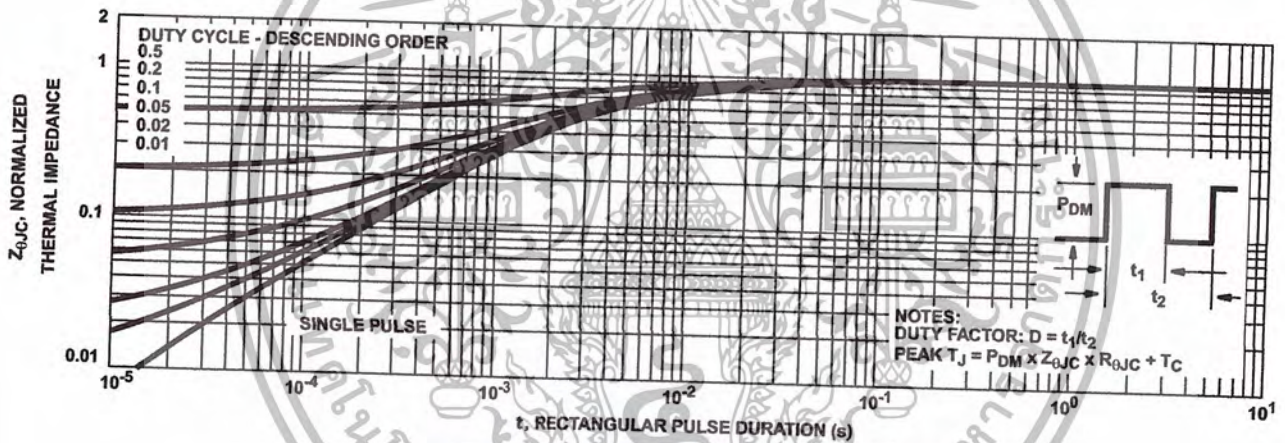 2
DUTY CYCLE - DESCENDING ORDER
0.5
0.2
0.1
0.05
0.02
0.01
1
0.1
0.01
ZθJC, NORMALIZED
THERMAL IMPEDANCE
SINGLE PULSE
PDM
t1
t2
NOTES:
DUTY FACTOR: D = t1/t2
PEAK TJ = PDM x ZθJC x RθJC + TC
10-5
10-4
10-3
10-2
10-1
100
101
t, RECTANGULAR PULSE DURATION (s)